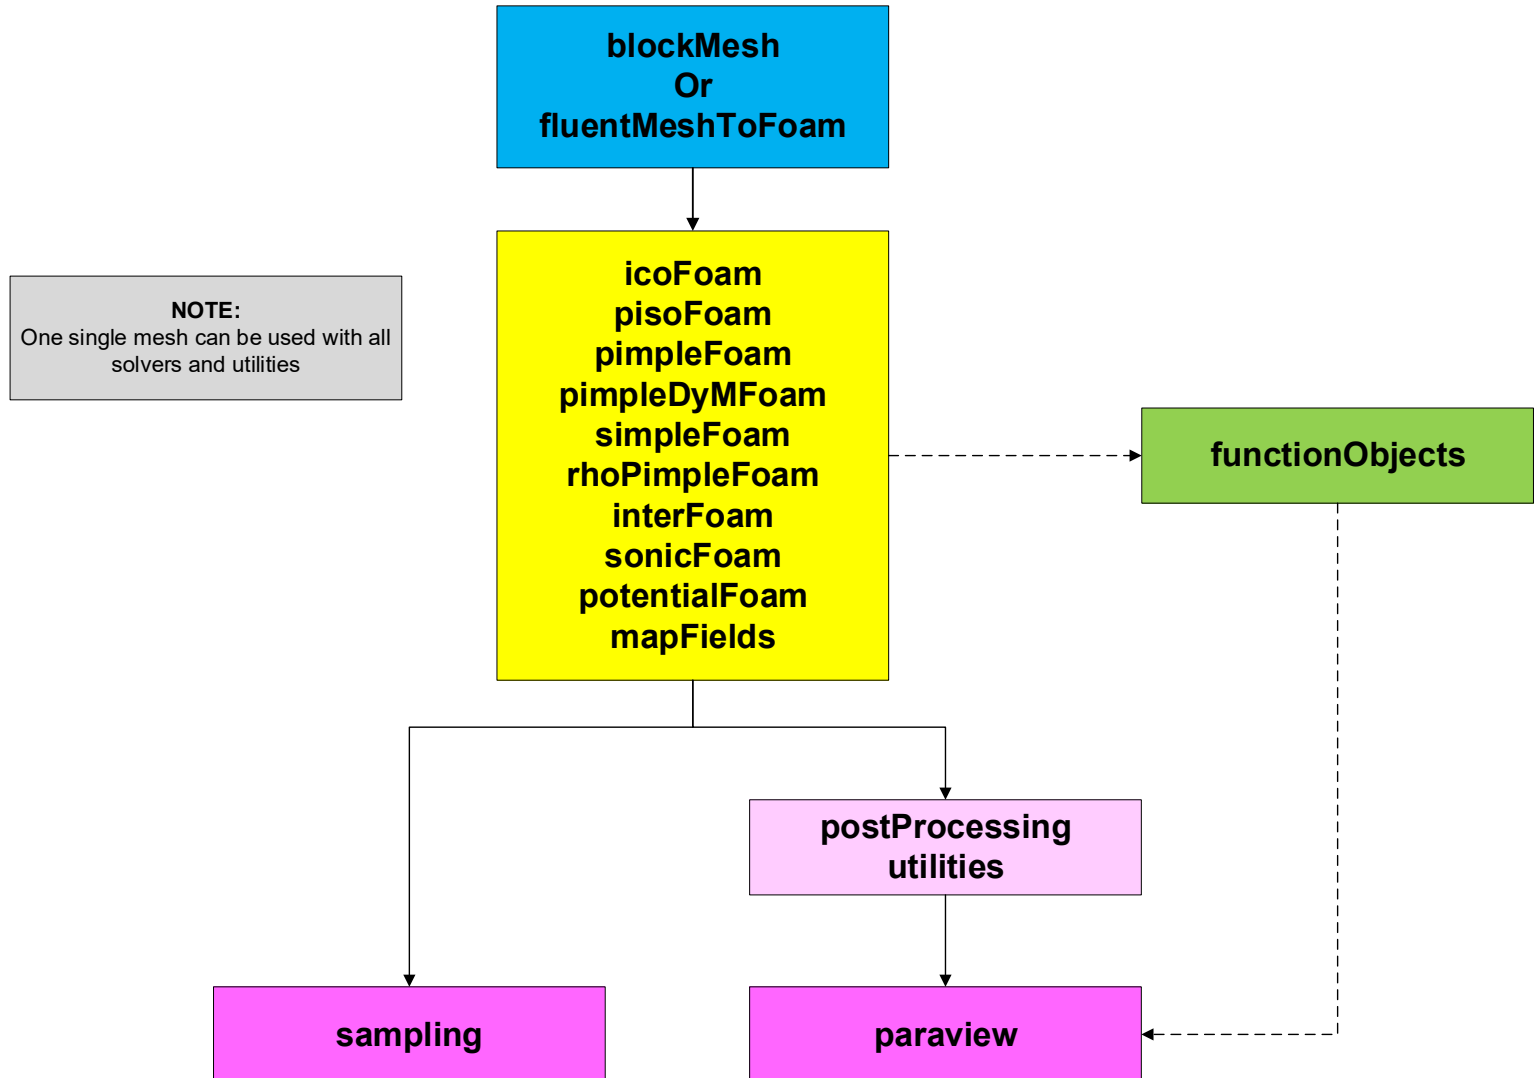 blockMesh
Or
fluentMeshToFoam
NOTE:
One single mesh can be used with all
solvers and utilities
icoFoam
pisoFoam
pimpleFoam
pimpleDyMFoam
simpleFoam
rhoPimpleFoam
interFoam
sonicFoam
potentialFoam
mapFields
functionObjects
postProcessing
utilities
sampling
paraview